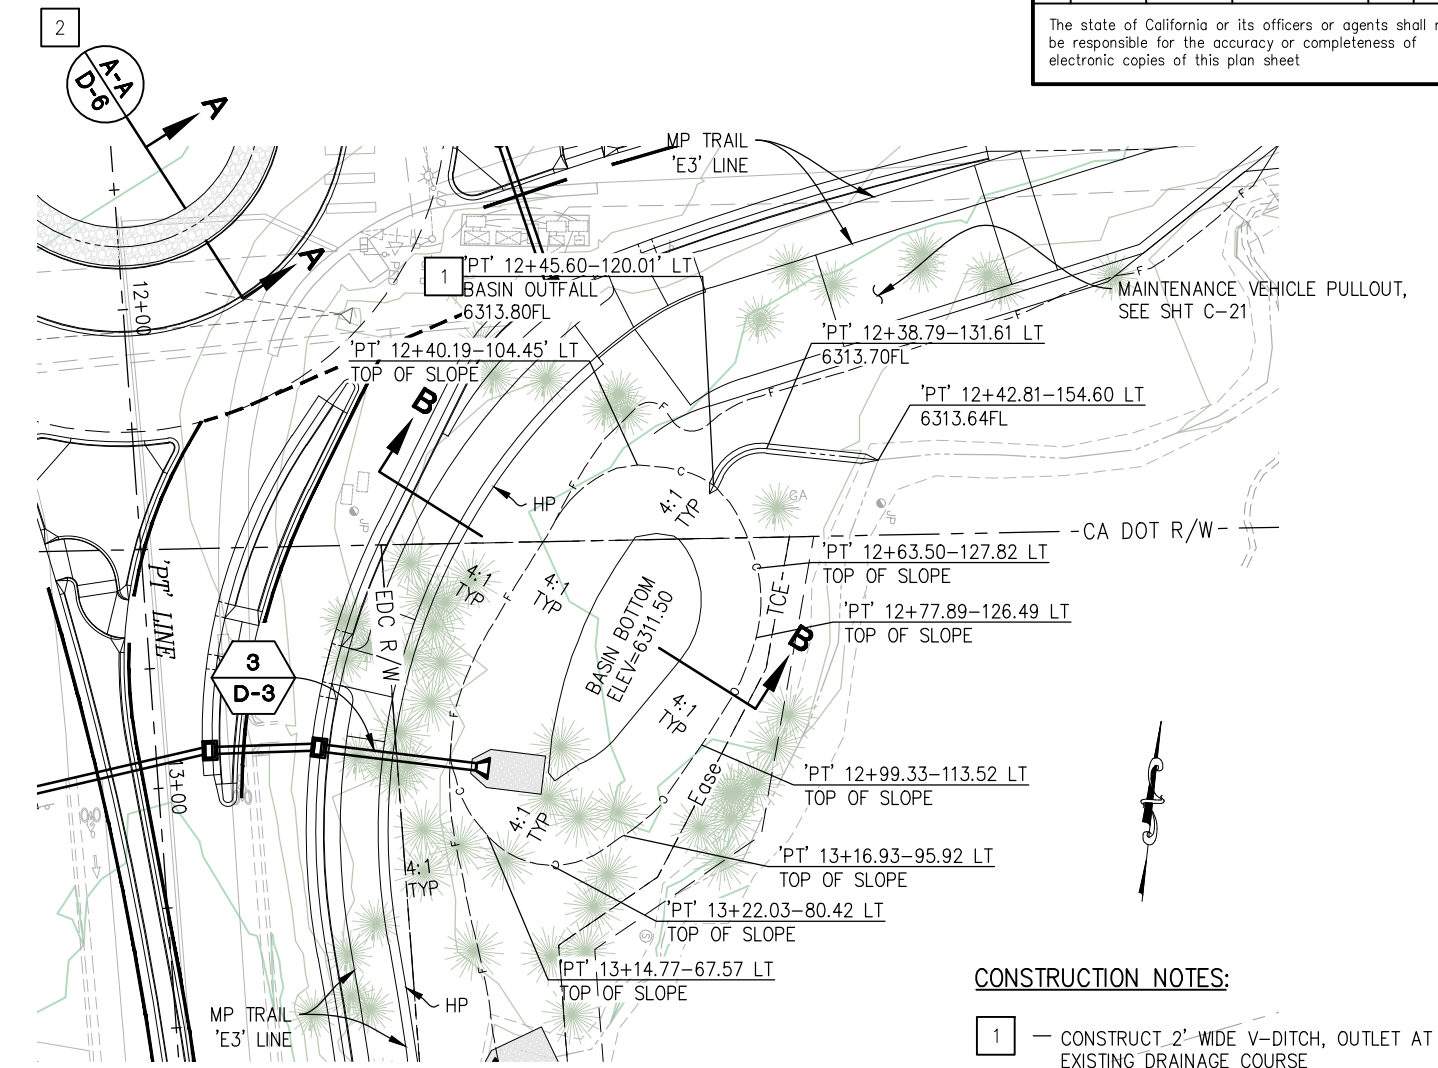 2
The state of California or its officers or agents shall
be responsible for the accuracy or completeness of
electronic copies of this plan sheet
A-A
D-6
A
A
MP TRAIL
'E3' LINE
12+00
1
'PT' 12+45.60-120.01' LT
BASIN OUTFALL
6313.80FL
MAINTENANCE VEHICLE PULLOUT,
SEE SHT C-21
'PT' 12+38.79-131.61 LT
6313.70FL
'PT' 12+40.19-104.45' LT
TOP OF SLOPE
'PT' 12+42.81-154.60 LT
6313.64FL
B
F
F
F
F
F
C
HP
4:1
TYP
GA
JP
JP
CA DOT R/W
'PT' 12+63.50-127.82 LT
TOP OF SLOPE
C
4:1
TYP
4:1
TYP
F
'PT' LINE
EDC R/W
BASIN BOTTOM
ELEV=6311.50
TCE
'PT' 12+77.89-126.49 LT
TOP OF SLOPE
B
3
D-3
4:1
TYP
F
13+00
Ease
'PT' 12+99.33-113.52 LT
TOP OF SLOPE
C
C
4:1
TYP
F
4:1
TYP
'PT' 13+16.93-95.92 LT
TOP OF SLOPE
'PT' 13+22.03-80.42 LT
TOP OF SLOPE
S
'PT' 13+14.77-67.57 LT
TOP OF SLOPE
F
HP
MP TRAIL
'E3' LINE
CONSTRUCTION NOTES:
1 — CONSTRUCT 2' WIDE V-DITCH, OUTLET AT
EXISTING DRAINAGE COURSE